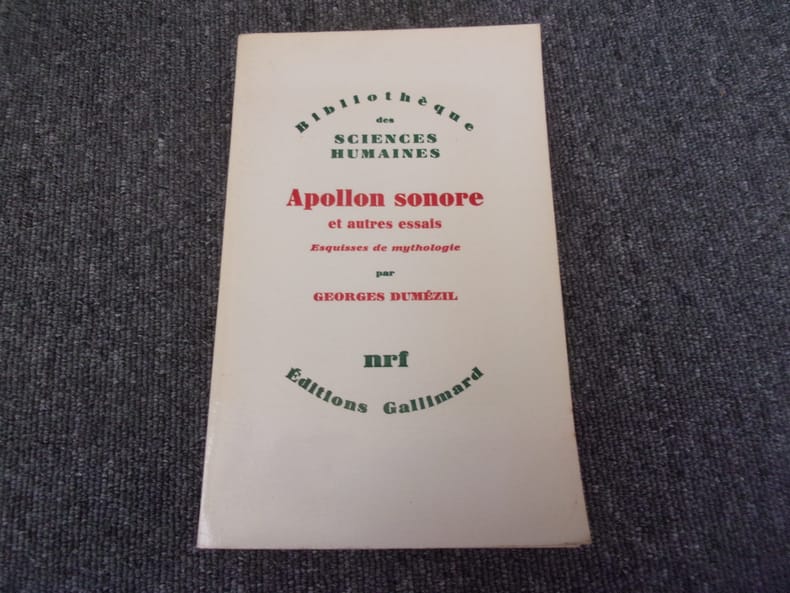 Bibliothèque
des
SCIENCES
HUMAINES
Apollon sonore
et autres essais
Esquisses de mythologie
par
GEORGES DUMÉZIL
nrf
Éditions Gallimard